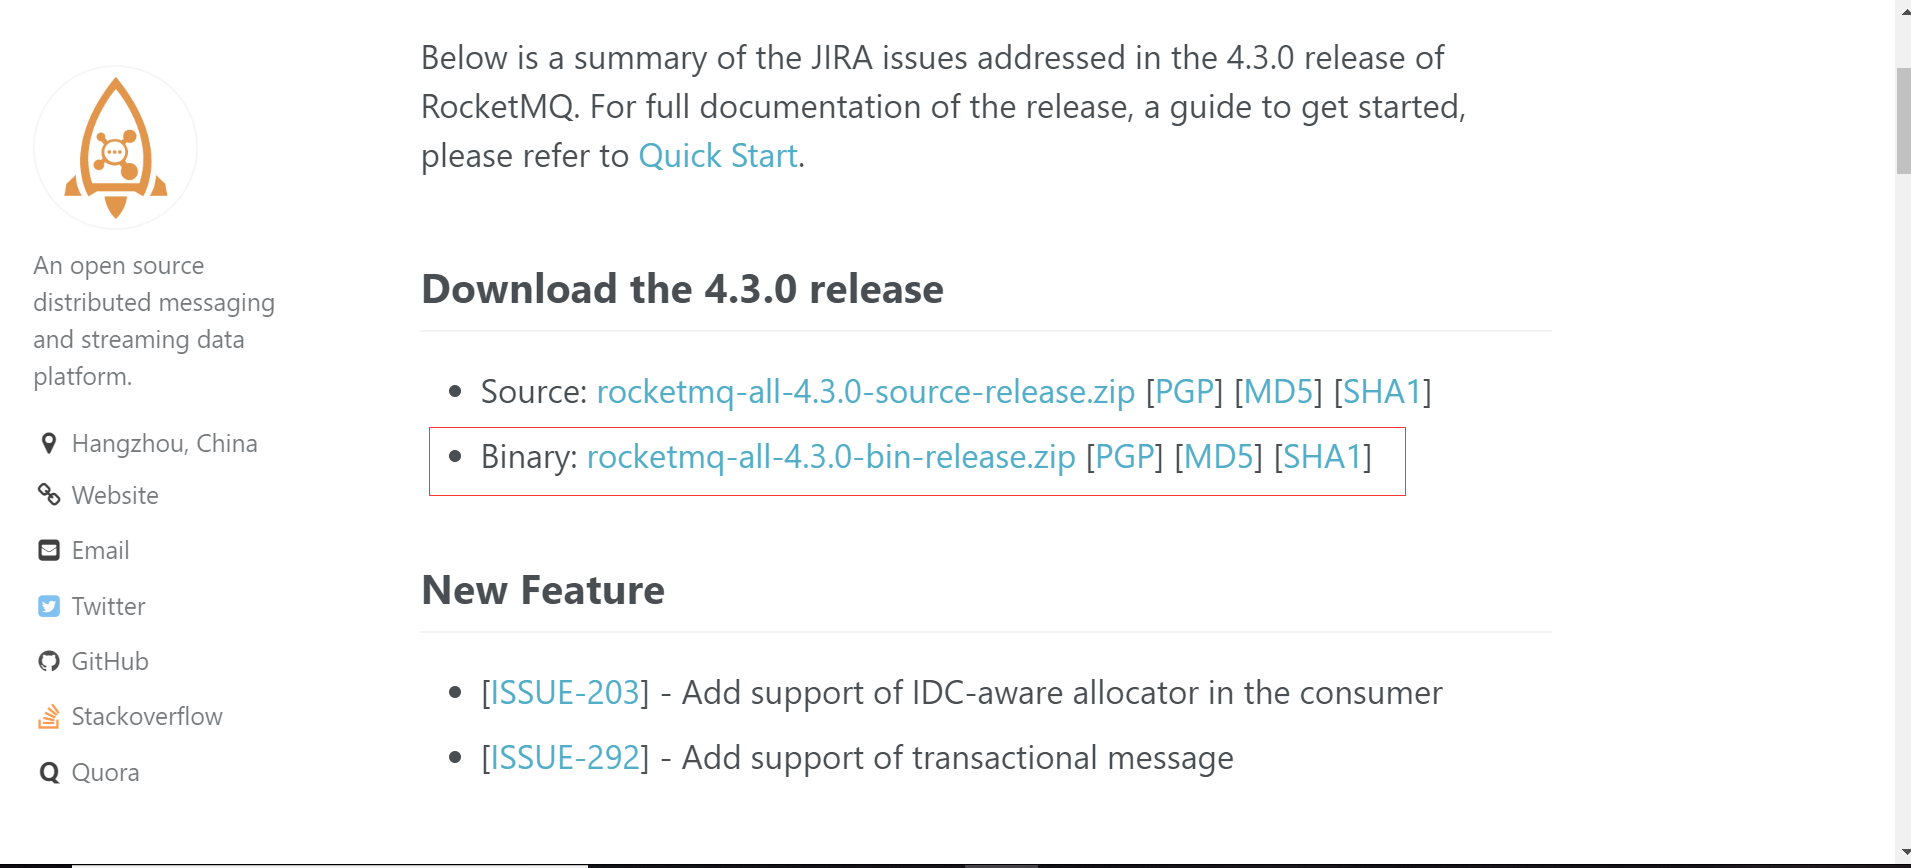 An open source
distributed messaging
and streaming data
platform.
Hangzhou, China
Website
Email
Twitter
GitHub
Stackoverflow
Quora
Below is a summary of the JIRA issues addressed in the 4.3.0 release of
RocketMQ. For full documentation of the release, a guide to get started,
please refer to Quick Start.
Download the 4.3.0 release
Source: rocketmq-all-4.3.0-source-release.zip [PGP] [MD5] [SHA1]
Binary: rocketmq-all-4.3.0-bin-release.zip [PGP] [MD5] [SHA1]
New Feature
[ISSUE-203] - Add support of IDC-aware allocator in the consumer
[ISSUE-292] - Add support of transactional message